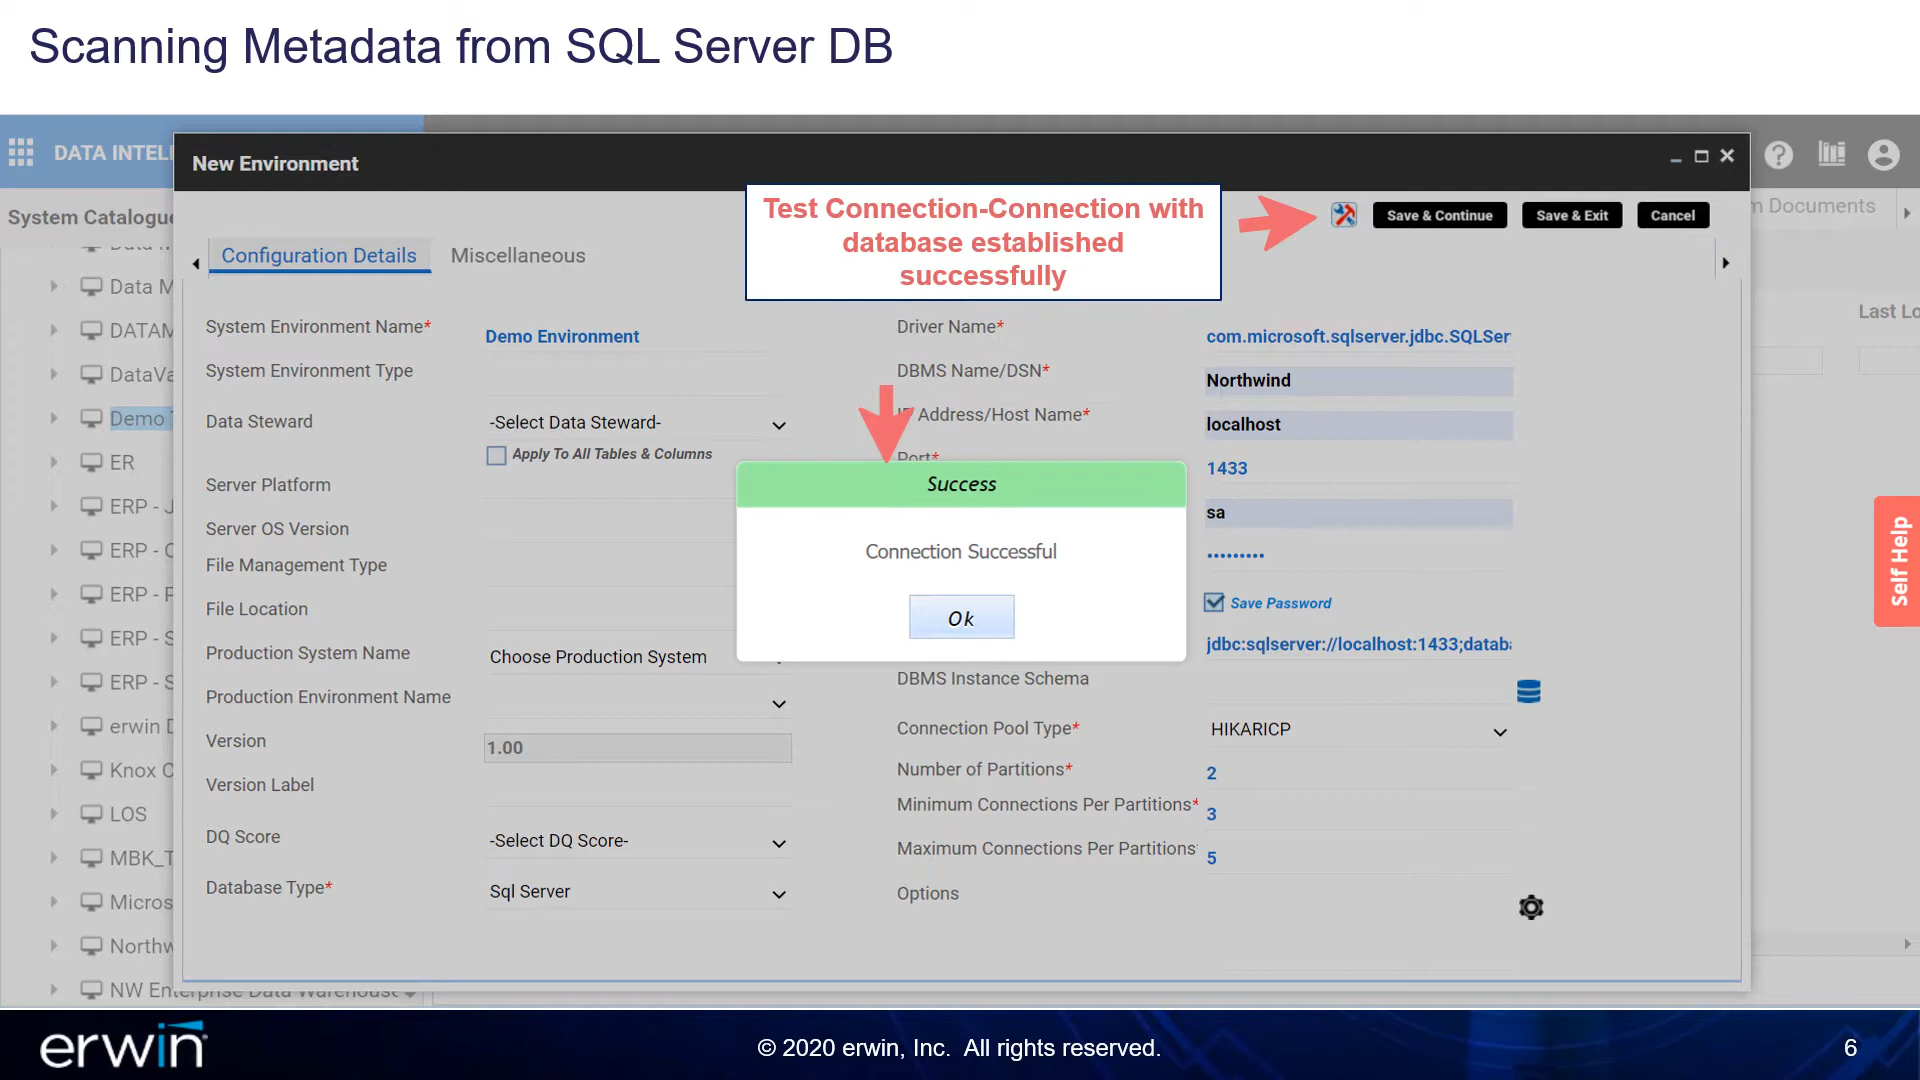 Scanning Metadata from SQL Server DB
DATA INTELL
New Environment
System Catalogue
Test Connection-Connection with
database established
successfully
Save & Continue
Save & Exit
Cancel
Documents
Configuration Details
Miscellaneous
Data M
DATAM
DataVa
Demo
ER
ERP - J
ERP - C
ERP - F
ERP - S
ERP - S
erwin D
Knox C
LOS
MBK_T
Micros
Northw
NW Enterprise Data Warehouse
System Environment Name*
Demo Environment
System Environment Type
Data Steward
-Select Data Steward-
Apply To All Tables & Columns
Server Platform
Server OS Version
File Management Type
File Location
Production System Name
Choose Production System
Production Environment Name
Version
1.00
Version Label
DQ Score
-Select DQ Score-
Database Type*
Sql Server
Driver Name*
com.microsoft.sqlserver.jdbc.SQLSer
DBMS Name/DSN*
Northwind
IP Address/Host Name*
localhost
Port*
1433
sa
•••••••••
Save Password
jdbc:sqlserver://localhost:1433;databa
DBMS Instance Schema
Connection Pool Type*
HIKARICP
Number of Partitions*
2
Minimum Connections Per Partitions*
3
Maximum Connections Per Partitions
5
Options
Success
Connection Successful
Ok
Last Lo
Self Help
erwin
© 2020 erwin, Inc. All rights reserved.
6